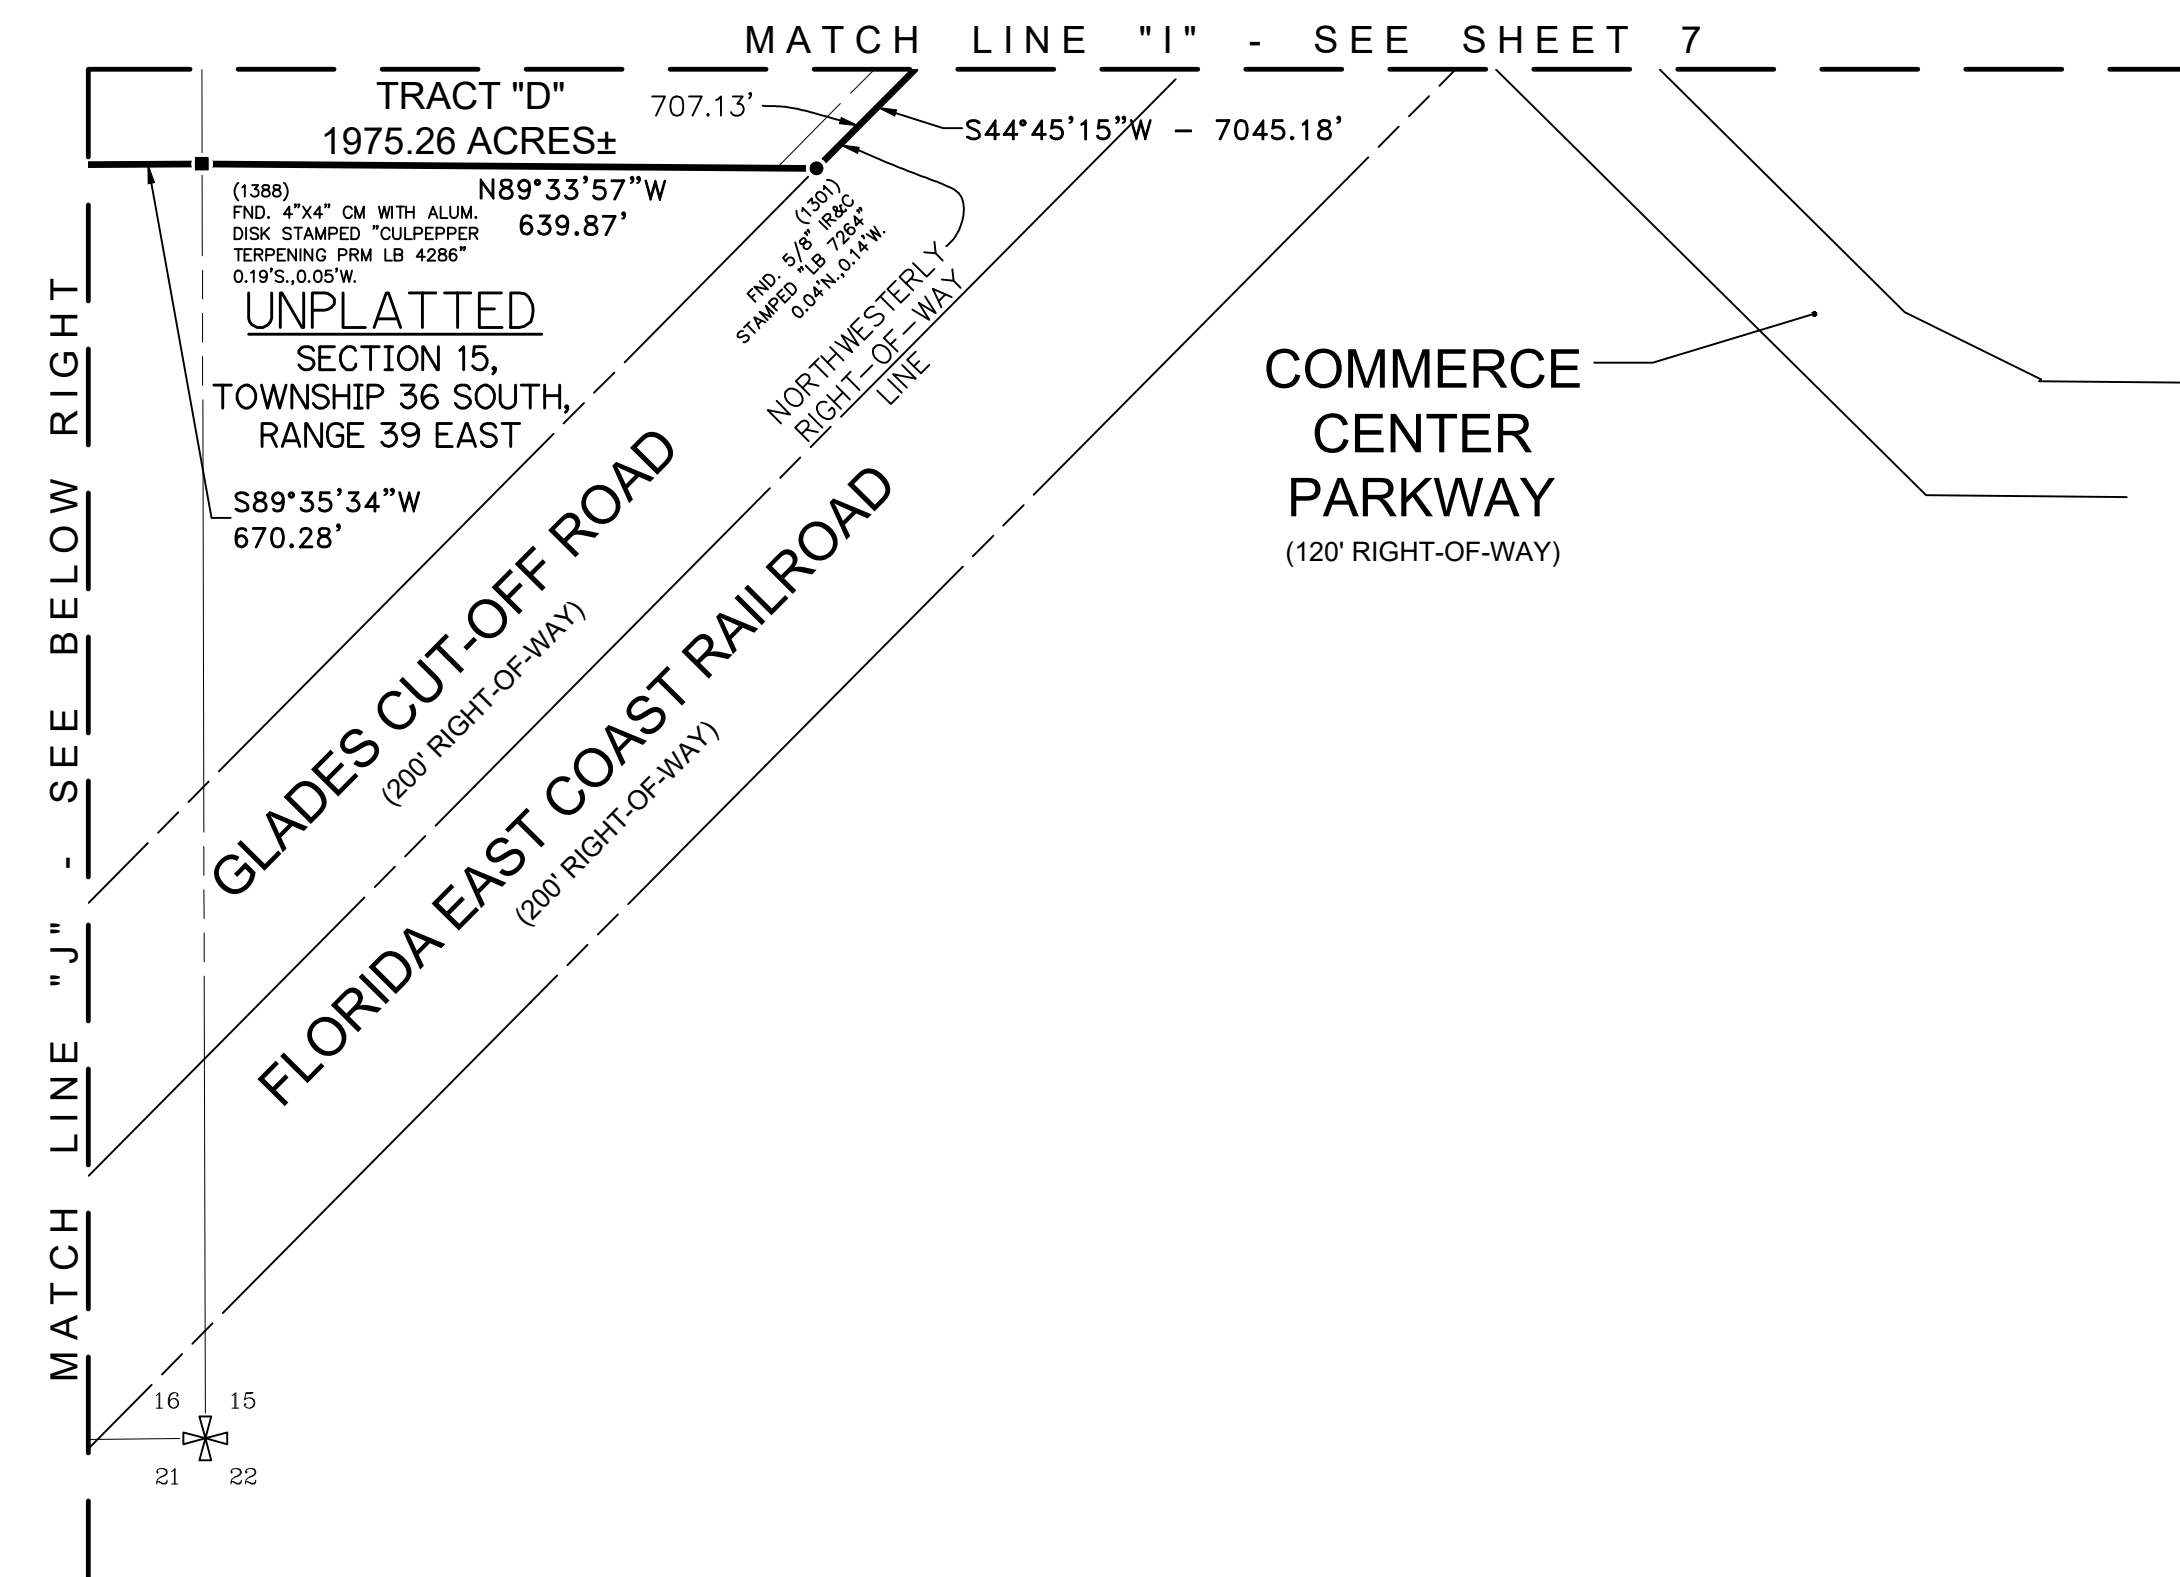 MATCH LINE "I" - SEE SHEET 7
TRACT "D"
1975.26 ACRES±
707.13'
S44°45'15"W - 7045.18'
(1388)
FND. 4"X4" CM WITH ALUM.
DISK STAMPED "CULPEPPER
TERPENING PRM LB 4286"
0.19'S.,0.05'W.
N89°33'57"W
639.87'
(1301)
FND. 5/8" IR&C
STAMPED "LB 7264"
0.04'N.,0.14'W.
NORTHWESTERLY
RIGHT-OF-WAY
LINE
UNPLATTED
SECTION 15,
TOWNSHIP 36 SOUTH,
RANGE 39 EAST
S89°35'34"W
670.28'
COMMERCE
CENTER
PARKWAY
(120' RIGHT-OF-WAY)
GLADES CUT-OFF ROAD
(200' RIGHT-OF-WAY)
FLORIDA EAST COAST RAILROAD
(200' RIGHT-OF-WAY)
MATCH LINE "J" - SEE BELOW RIGHT
16 15
21 22